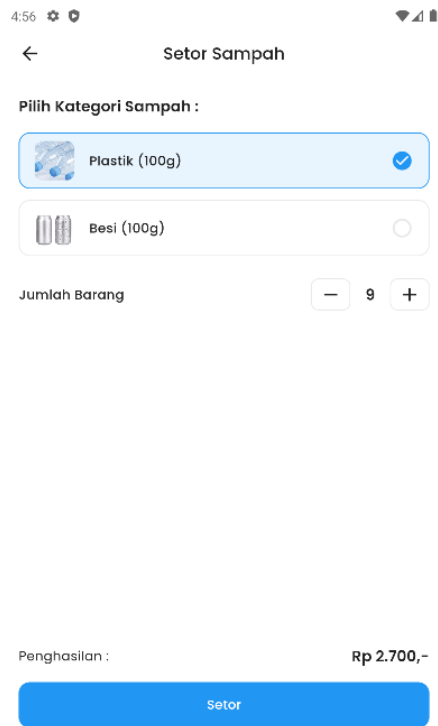 4:56
Setor Sampah
Pilih Kategori Sampah :
Plastik (100g)
Besi (100g)
Jumlah Barang − 9 +
Penghasilan : Rp 2.700,-
Setor